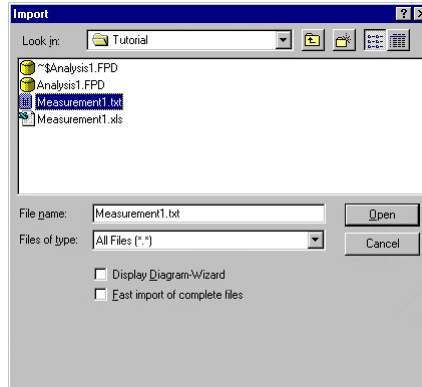 Import
Look in: Tutorial
~$Analysis1.FPD
Analysis1.FPD
Measurement1.txt
Measurement1.xls
File name: Measurement1.txt Open
Files of type: All Files (*.*) Cancel
Display Diagram-Wizard
Fast import of complete files